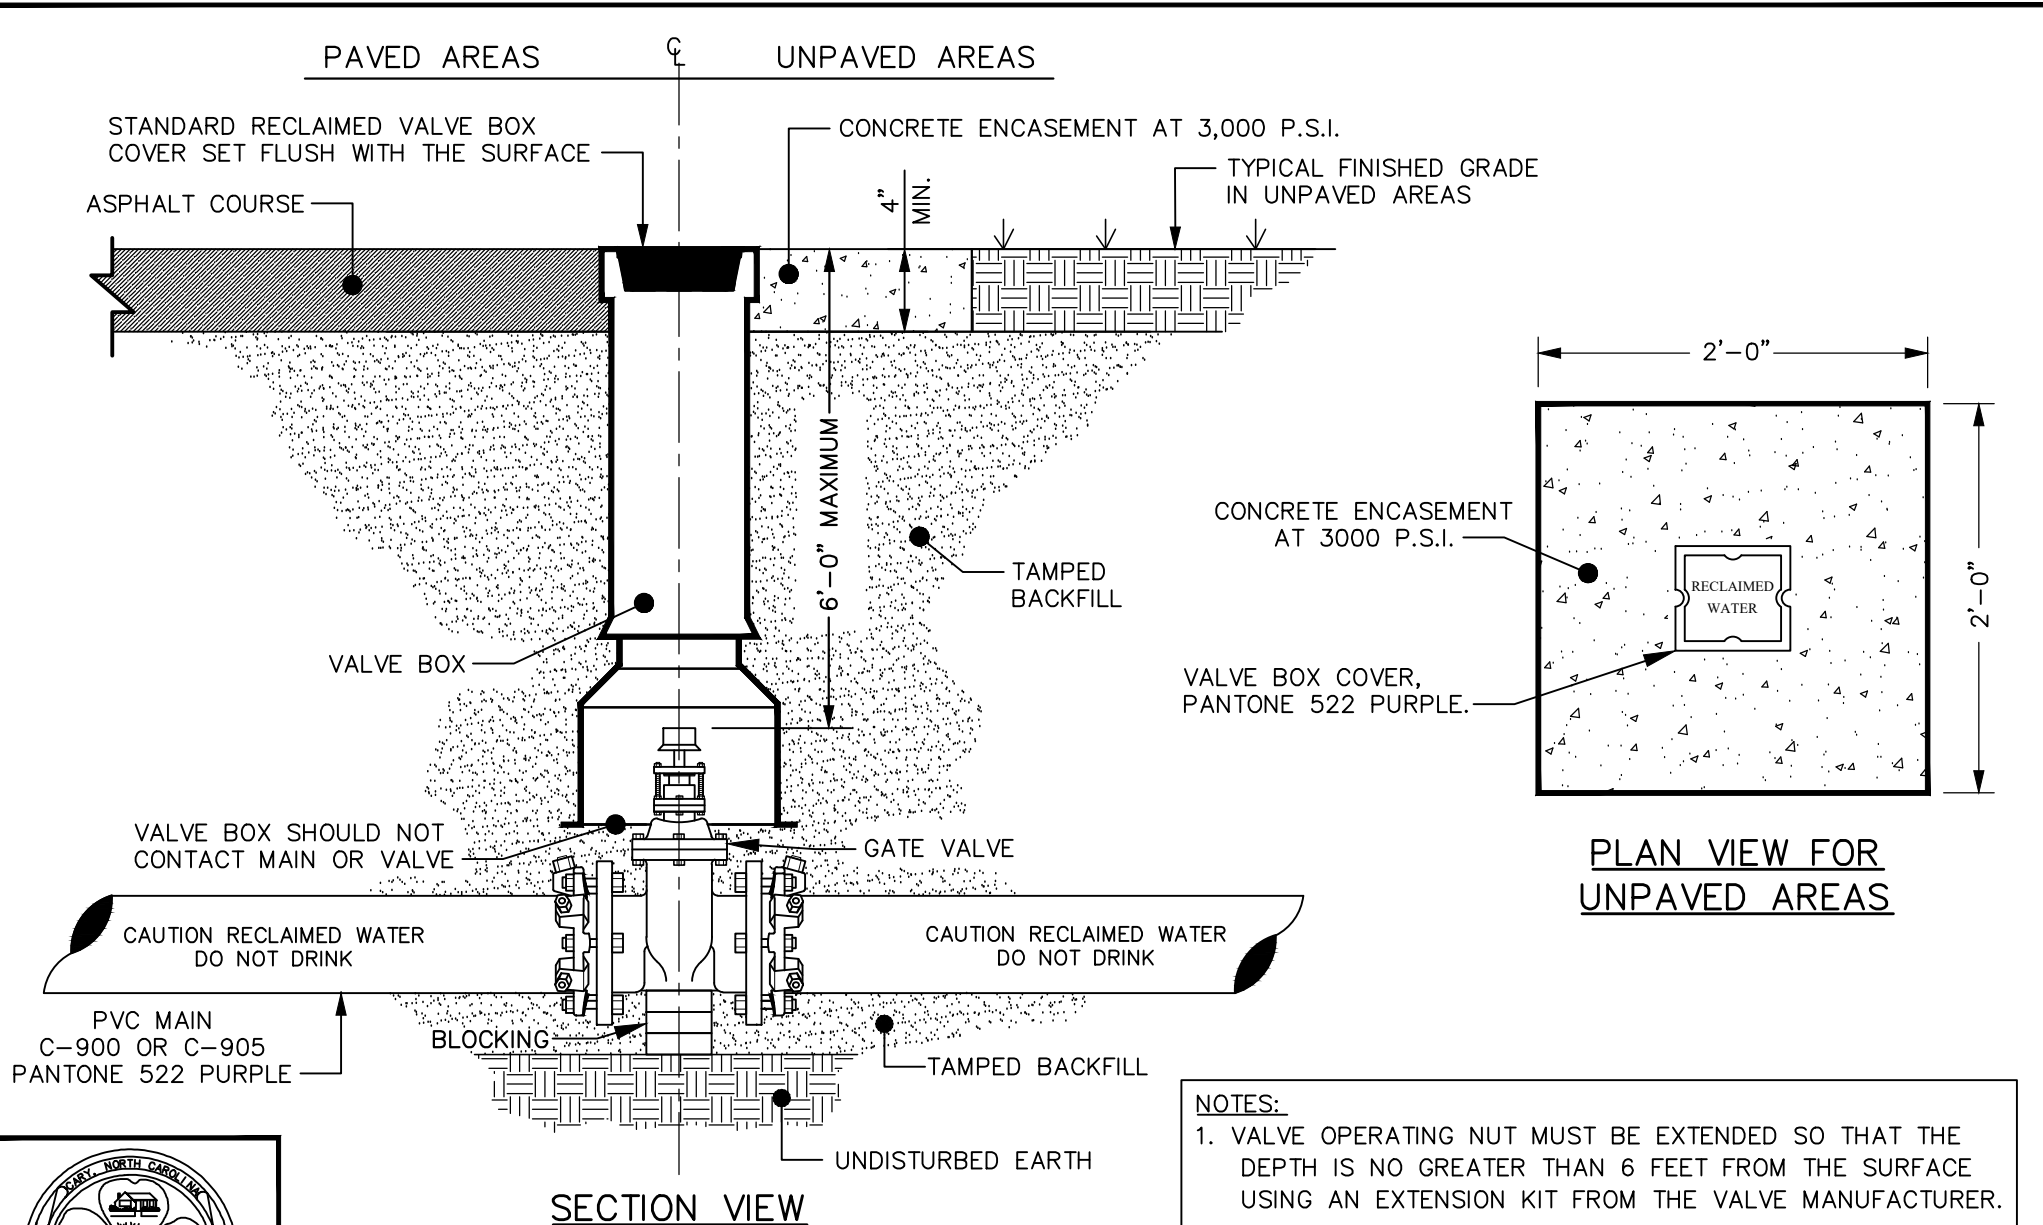 PAVED AREAS
℄
UNPAVED AREAS
STANDARD RECLAIMED VALVE BOX
COVER SET FLUSH WITH THE SURFACE
ASPHALT COURSE
CONCRETE ENCASEMENT AT 3,000 P.S.I.
TYPICAL FINISHED GRADE
IN UNPAVED AREAS
4"
MIN.
6'-0" MAXIMUM
TAMPED
BACKFILL
VALVE BOX
VALVE BOX SHOULD NOT
CONTACT MAIN OR VALVE
GATE VALVE
CAUTION RECLAIMED WATER
DO NOT DRINK
CAUTION RECLAIMED WATER
DO NOT DRINK
PVC MAIN
C-900 OR C-905
PANTONE 522 PURPLE
BLOCKING
TAMPED BACKFILL
UNDISTURBED EARTH
SECTION VIEW
2'-0"
2'-0"
CONCRETE ENCASEMENT
AT 3000 P.S.I.
RECLAIMED
WATER
VALVE BOX COVER,
PANTONE 522 PURPLE.
PLAN VIEW FOR
UNPAVED AREAS
NOTES:
1. VALVE OPERATING NUT MUST BE EXTENDED SO THAT THE
DEPTH IS NO GREATER THAN 6 FEET FROM THE SURFACE
USING AN EXTENSION KIT FROM THE VALVE MANUFACTURER.
CARY, NORTH CAROLINA